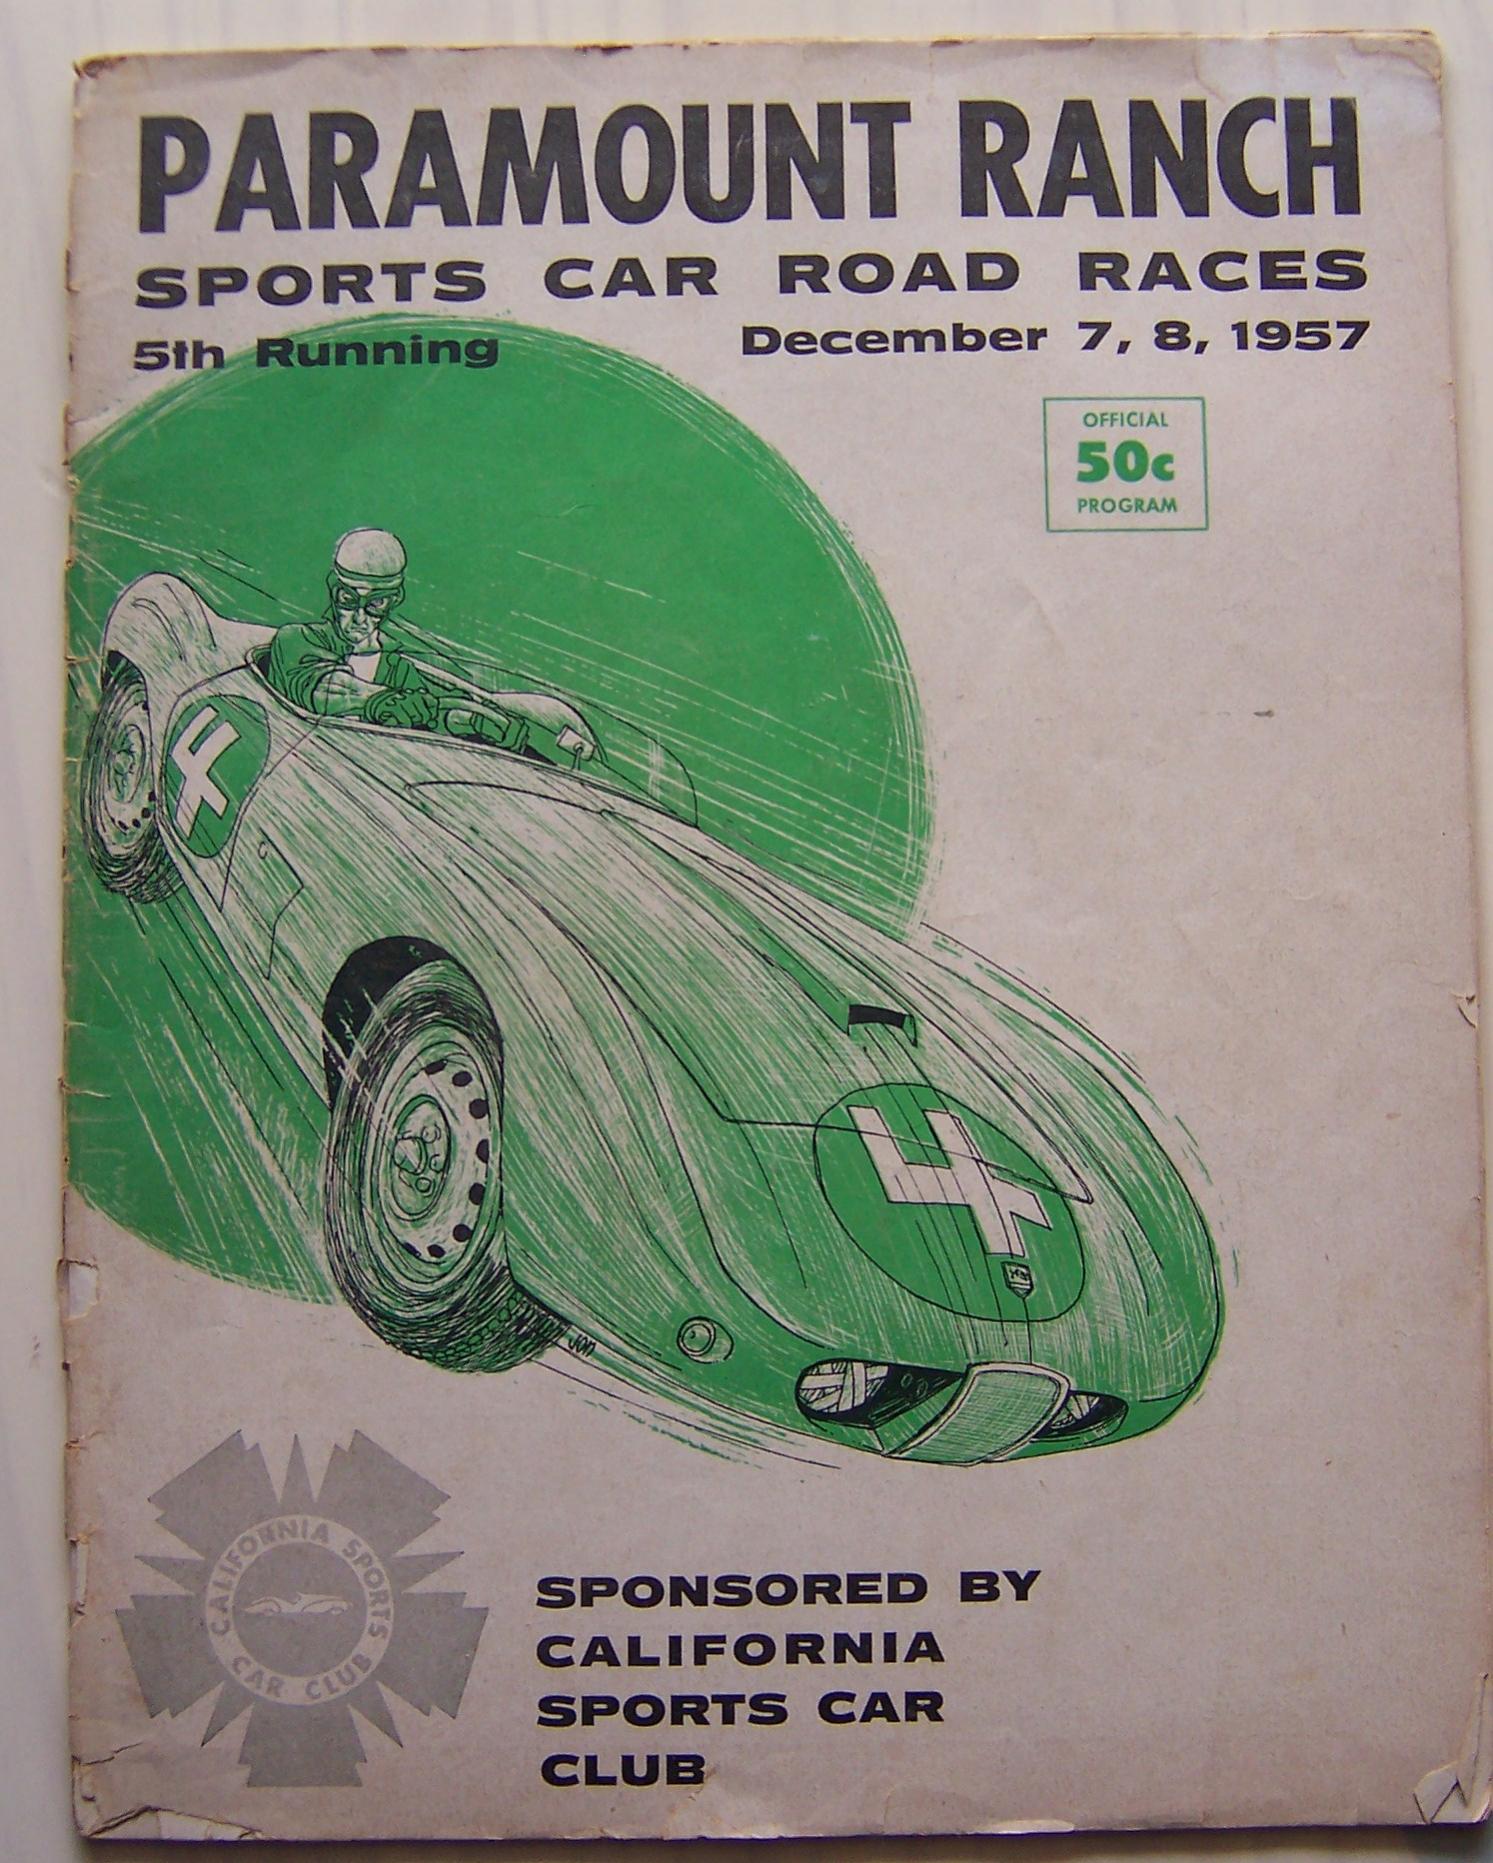 PARAMOUNT RANCH
SPORTS CAR ROAD RACES
5th Running December 7, 8, 1957
OFFICIAL
50c
PROGRAM
4
4
JON
CALIFORNIA SPORTS
CAR CLUB
SPONSORED BY
CALIFORNIA
SPORTS CAR
CLUB